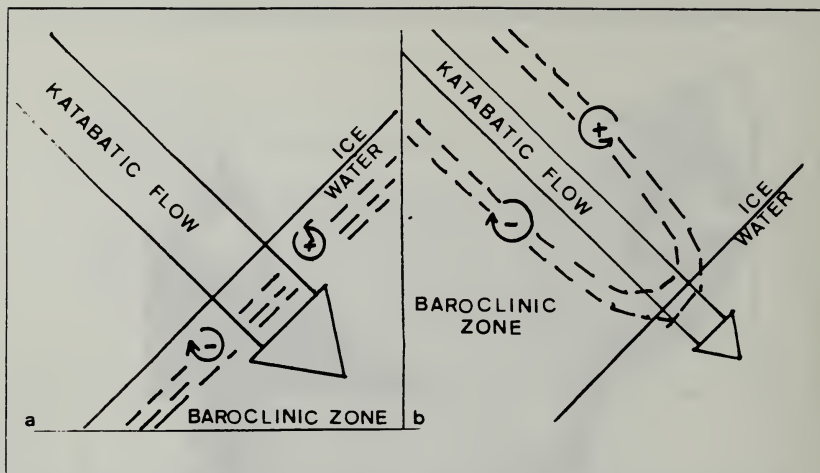 KATABATIC FLOW
ICE
WATER
+
-
BAROCLINIC ZONE
a
KATABATIC FLOW
+
-
ICE
WATER
BAROCLINIC
ZONE
b